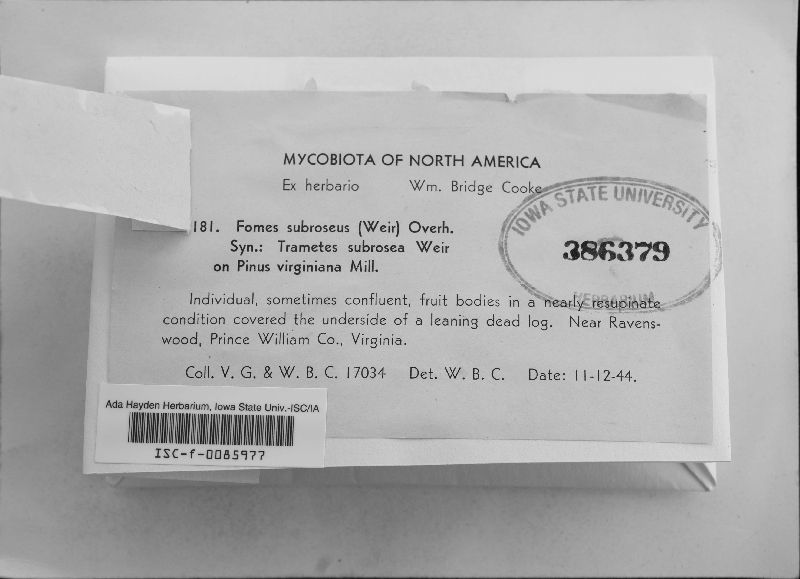 MYCOBIOTA OF NORTH AMERICA
Ex herbario Wm. Bridge Cooke
181. Fomes subroseus (Weir) Overh.
Syn.: Trametes subrosea Weir
on Pinus virginiana Mill.
IOWA STATE UNIVERSITY
386379
HERBARIUM
Individual, sometimes confluent, fruit bodies in a nearly resupinate
condition covered the underside of a leaning dead log. Near Ravens-
wood, Prince William Co., Virginia.
Coll. V. G. & W. B. C. 17034 Det. W. B. C. Date: 11-12-44.
Ada Hayden Herbarium, Iowa State Univ.-ISC/IA
ISC-f-0085977